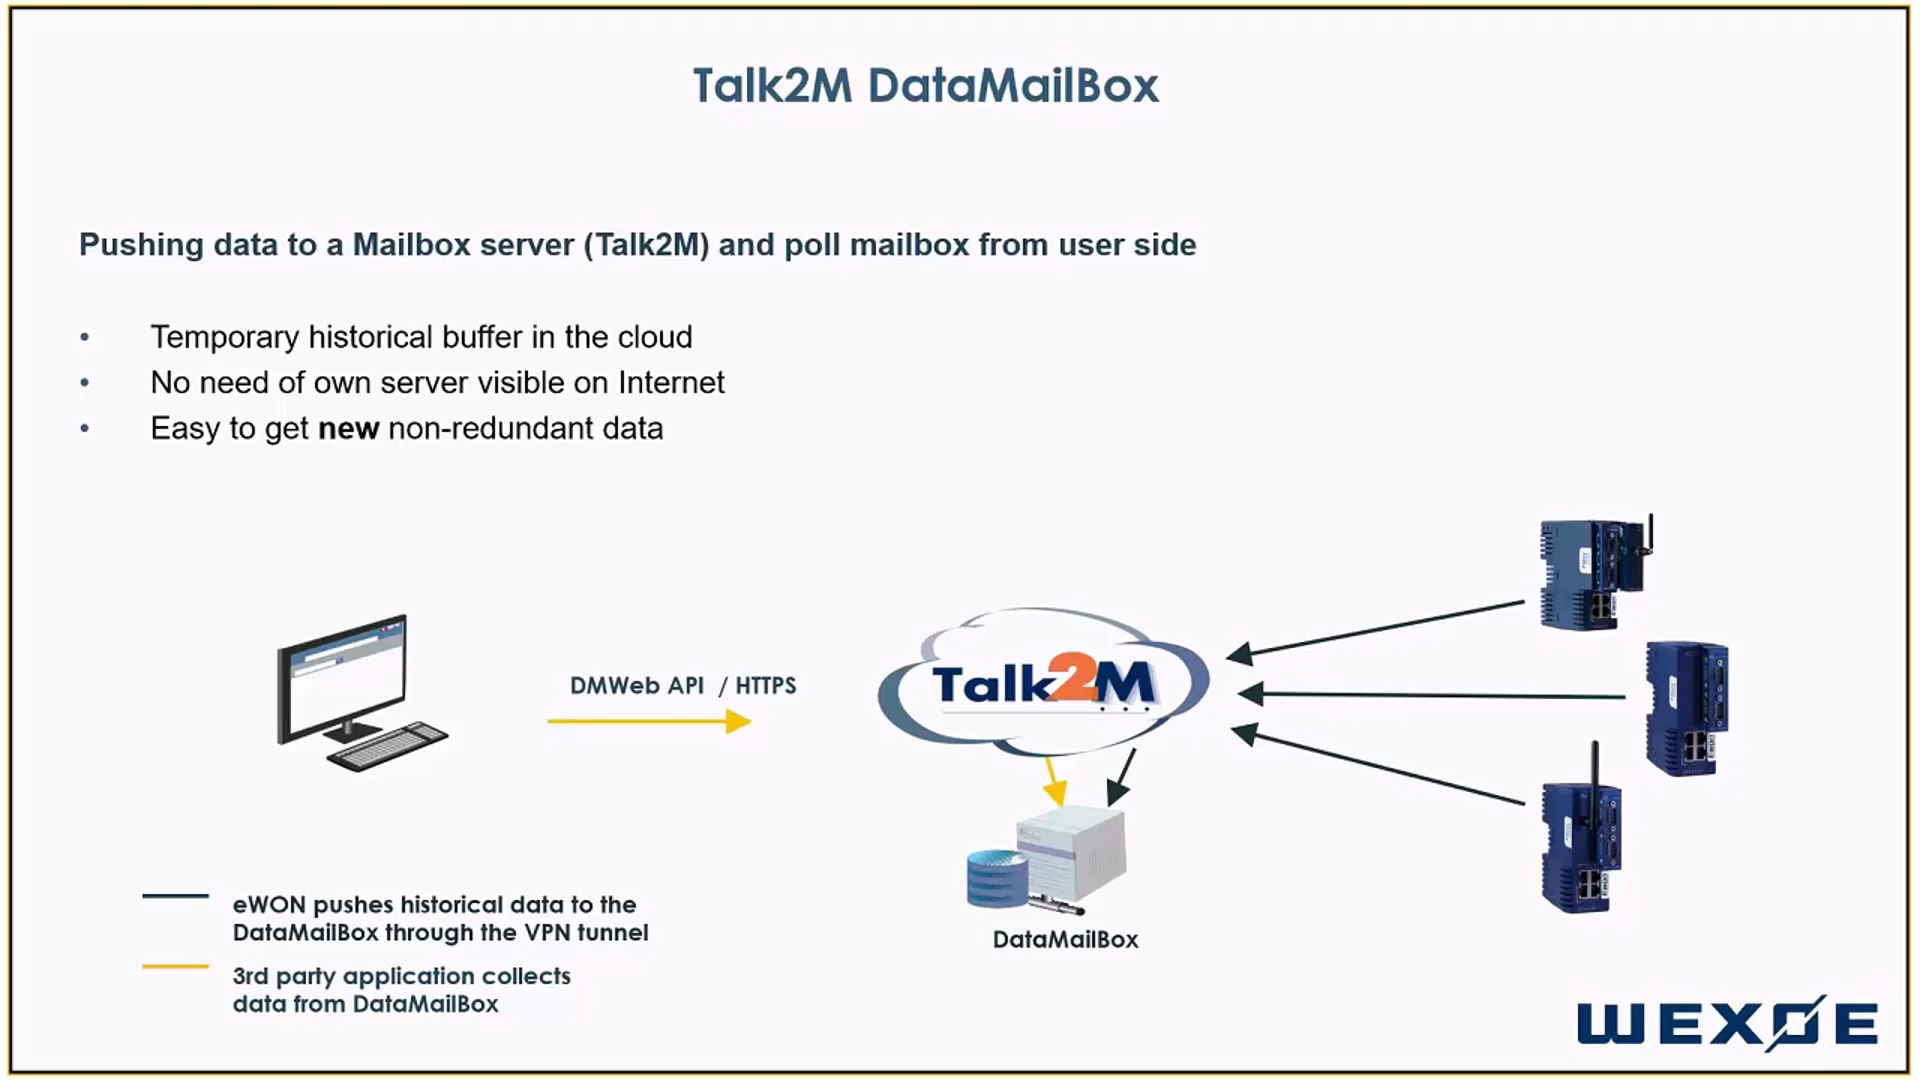 Talk2M DataMailBox
Pushing data to a Mailbox server (Talk2M) and poll mailbox from user side
• Temporary historical buffer in the cloud
• No need of own server visible on Internet
• Easy to get new non-redundant data
DMWeb API / HTTPS
Talk2M
DataMailBox
eWON pushes historical data to the
DataMailBox through the VPN tunnel
3rd party application collects
data from DataMailBox
WEXØE